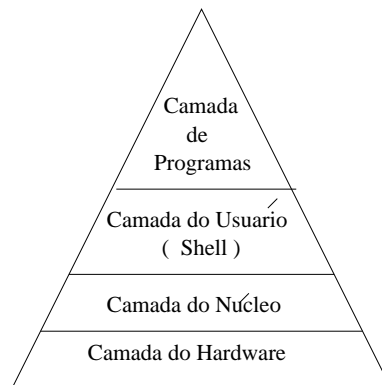 Camada
de
Programas
Camada do Usuário
( Shell )
Camada do Núcleo
Camada do Hardware